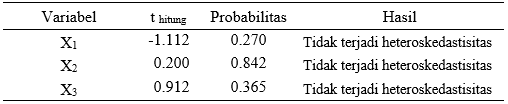 Variabel t hitung Probabilitas Hasil
X1 -1.112 0.270 Tidak terjadi heteroskedastisitas
X2 0.200 0.842 Tidak terjadi heteroskedastisitas
X3 0.912 0.365 Tidak terjadi heteroskedastisitas